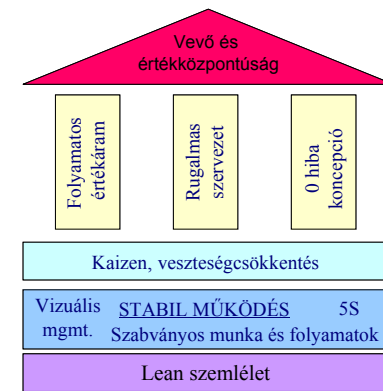 Vevő és
értékközpontúság
Folyamatos
értékáram
Rugalmas
szervezet
0 hiba
koncepció
Kaizen, veszteségcsökkentés
Vizuális mgmt.
STABIL MŰKÖDÉS 5S
Szabványos munka és folyamatok
Lean szemlélet